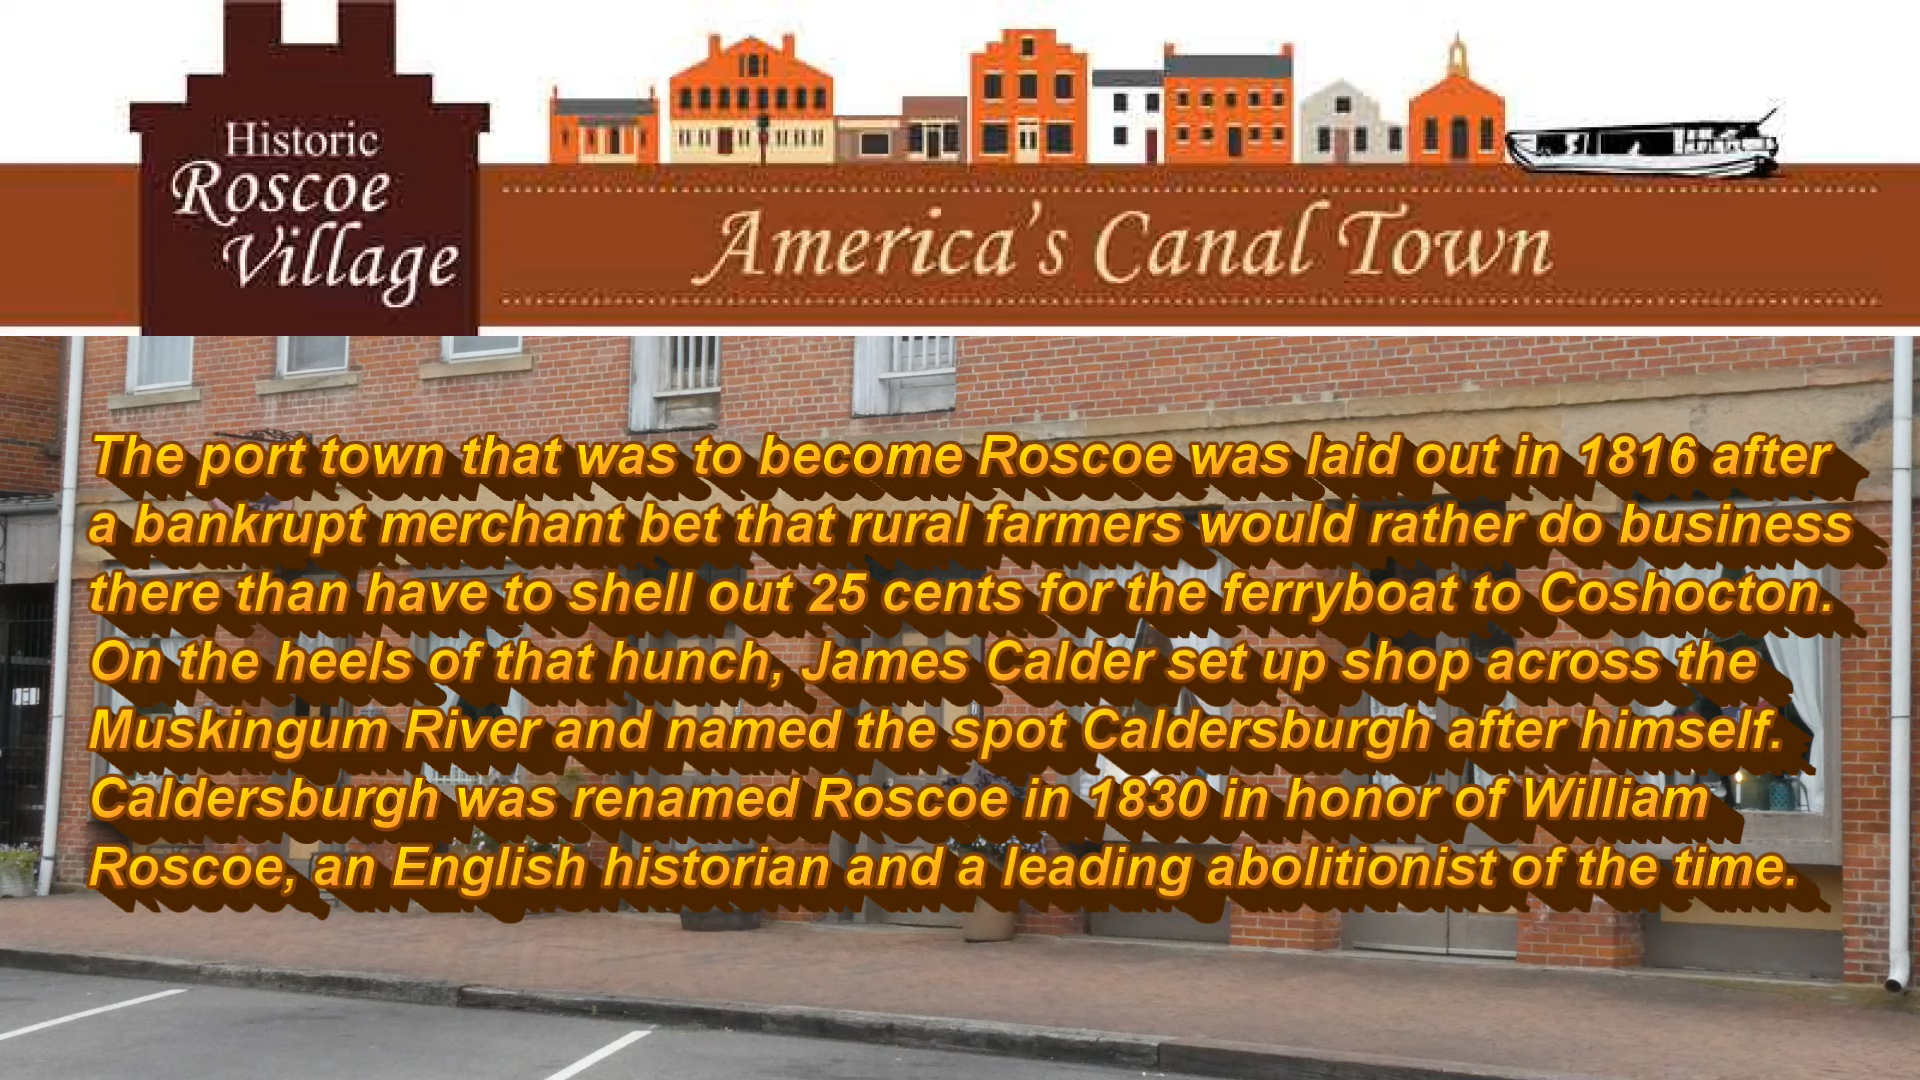 Historic
Roscoe
Village
America's Canal Town
The port town that was to become Roscoe was laid out in 1816 after
a bankrupt merchant bet that rural farmers would rather do business
there than have to shell out 25 cents for the ferryboat to Coshocton.
On the heels of that hunch, James Calder set up shop across the
Muskingum River and named the spot Caldersburgh after himself.
Caldersburgh was renamed Roscoe in 1830 in honor of William
Roscoe, an English historian and a leading abolitionist of the time.